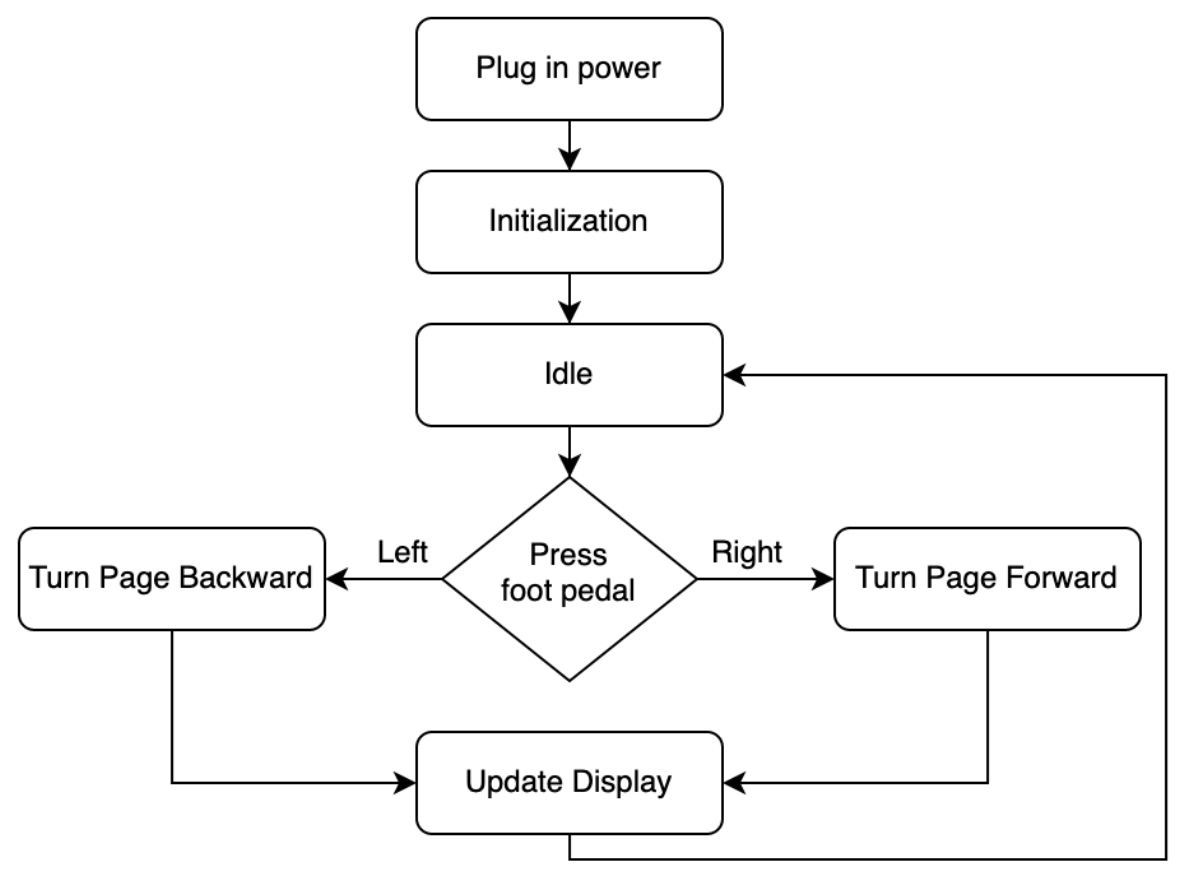 Plug in power
Initialization
Idle
Left
Press
foot pedal
Right
Turn Page Backward
Turn Page Forward
Update Display